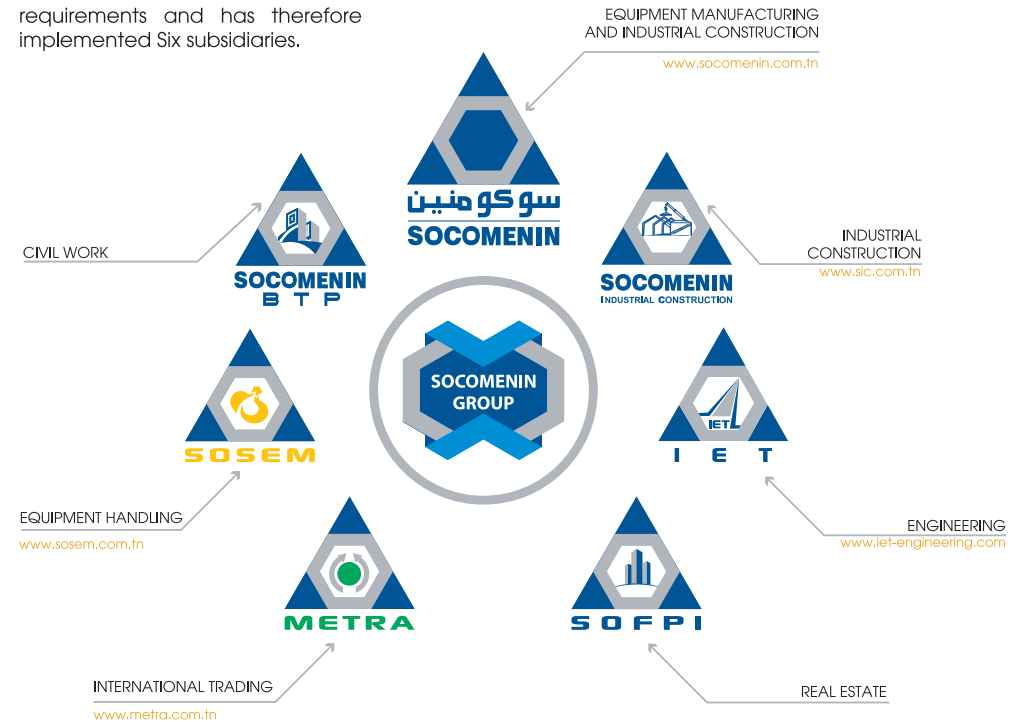 requirements and has therefore
implemented Six subsidiaries.
EQUIPMENT MANUFACTURING
AND INDUSTRIAL CONSTRUCTION
www.socomenin.com.tn
سوكومنين
SOCOMENIN
CIVIL WORK
SOCOMENIN
BTP
SOCOMENIN
INDUSTRIAL CONSTRUCTION
INDUSTRIAL
CONSTRUCTION
www.sic.com.tn
SOCOMENIN
GROUP
SOSEM
EQUIPMENT HANDLING
www.sosem.com.tn
IET
I E T
ENGINEERING
www.iet-engineering.com
METRA
INTERNATIONAL TRADING
www.metra.com.tn
SOFPI
REAL ESTATE